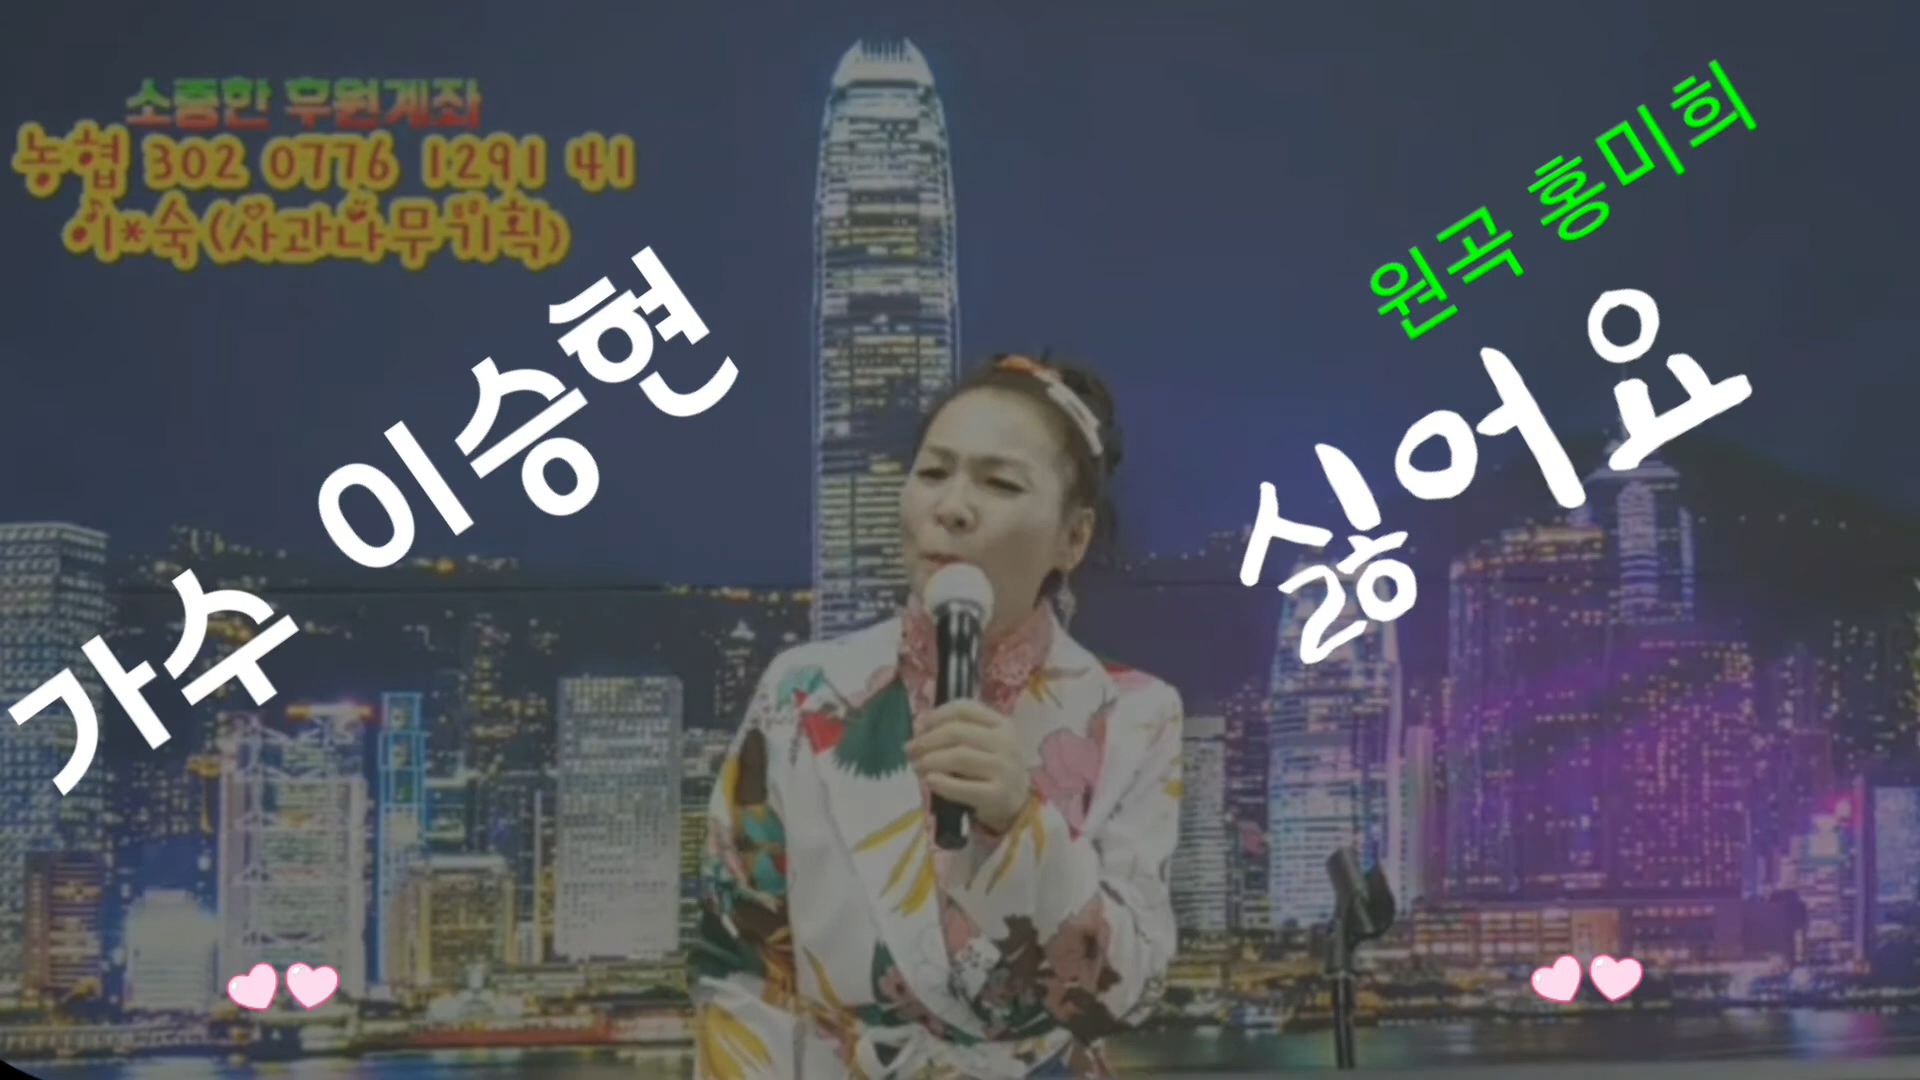 소중한 후원계좌
농협 302 0776 1291 41
이*숙(사과나무기획)
가수 이승현
원곡 홍미희
싫어요